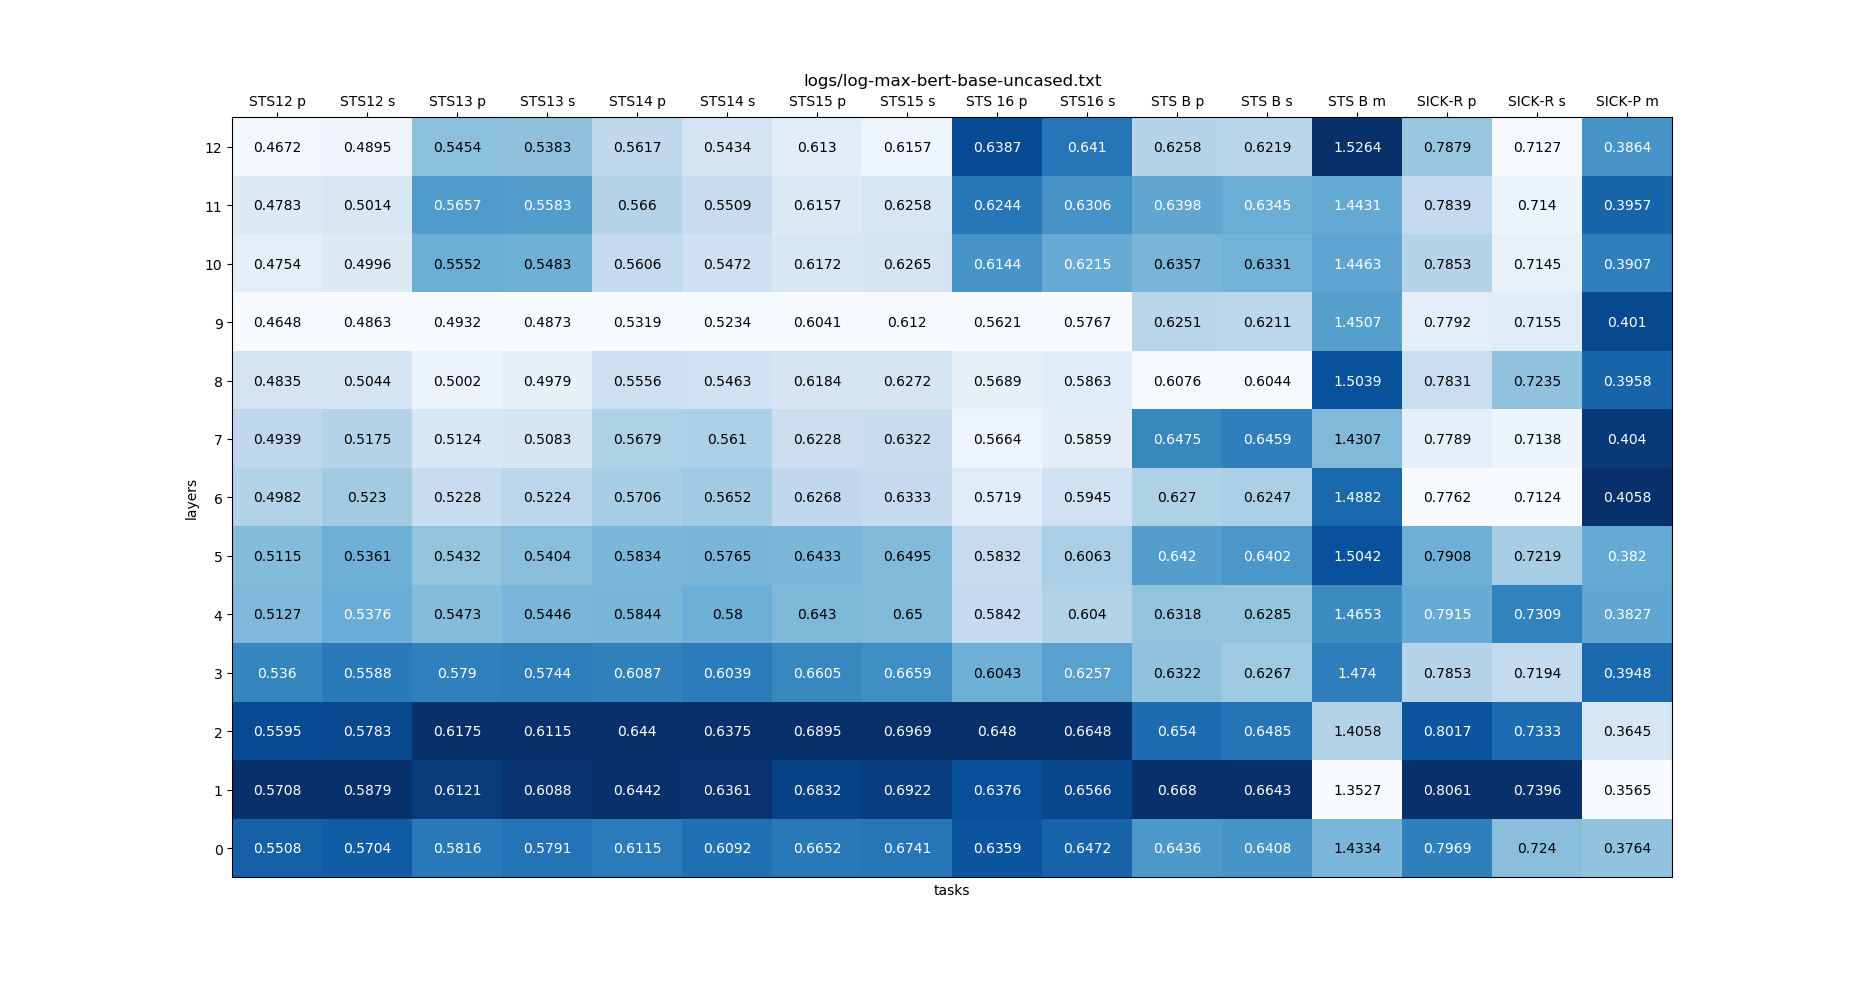 logs/log-max-bert-base-uncased.txt
STS12 p STS12 s STS13 p STS13 s STS14 p STS14 s STS15 p STS15 s STS 16 p STS16 s STS B p STS B s STS B m SICK-R p SICK-R s SICK-P m
12 0.4672 0.4895 0.5454 0.5383 0.5617 0.5434 0.613 0.6157 0.6387 0.641 0.6258 0.6219 1.5264 0.7879 0.7127 0.3864
11 0.4783 0.5014 0.5657 0.5583 0.566 0.5509 0.6157 0.6258 0.6244 0.6306 0.6398 0.6345 1.4431 0.7839 0.714 0.3957
10 0.4754 0.4996 0.5552 0.5483 0.5606 0.5472 0.6172 0.6265 0.6144 0.6215 0.6357 0.6331 1.4463 0.7853 0.7145 0.3907
9 0.4648 0.4863 0.4932 0.4873 0.5319 0.5234 0.6041 0.612 0.5621 0.5767 0.6251 0.6211 1.4507 0.7792 0.7155 0.401
8 0.4835 0.5044 0.5002 0.4979 0.5556 0.5463 0.6184 0.6272 0.5689 0.5863 0.6076 0.6044 1.5039 0.7831 0.7235 0.3958
7 0.4939 0.5175 0.5124 0.5083 0.5679 0.561 0.6228 0.6322 0.5664 0.5859 0.6475 0.6459 1.4307 0.7789 0.7138 0.404
6 0.4982 0.523 0.5228 0.5224 0.5706 0.5652 0.6268 0.6333 0.5719 0.5945 0.627 0.6247 1.4882 0.7762 0.7124 0.4058
layers
5 0.5115 0.5361 0.5432 0.5404 0.5834 0.5765 0.6433 0.6495 0.5832 0.6063 0.642 0.6402 1.5042 0.7908 0.7219 0.382
4 0.5127 0.5376 0.5473 0.5446 0.5844 0.58 0.643 0.65 0.5842 0.604 0.6318 0.6285 1.4653 0.7915 0.7309 0.3827
3 0.536 0.5588 0.579 0.5744 0.6087 0.6039 0.6605 0.6659 0.6043 0.6257 0.6322 0.6267 1.474 0.7853 0.7194 0.3948
2 0.5595 0.5783 0.6175 0.6115 0.644 0.6375 0.6895 0.6969 0.648 0.6648 0.654 0.6485 1.4058 0.8017 0.7333 0.3645
1 0.5708 0.5879 0.6121 0.6088 0.6442 0.6361 0.6832 0.6922 0.6376 0.6566 0.668 0.6643 1.3527 0.8061 0.7396 0.3565
0 0.5508 0.5704 0.5816 0.5791 0.6115 0.6092 0.6652 0.6741 0.6359 0.6472 0.6436 0.6408 1.4334 0.7969 0.724 0.3764
tasks